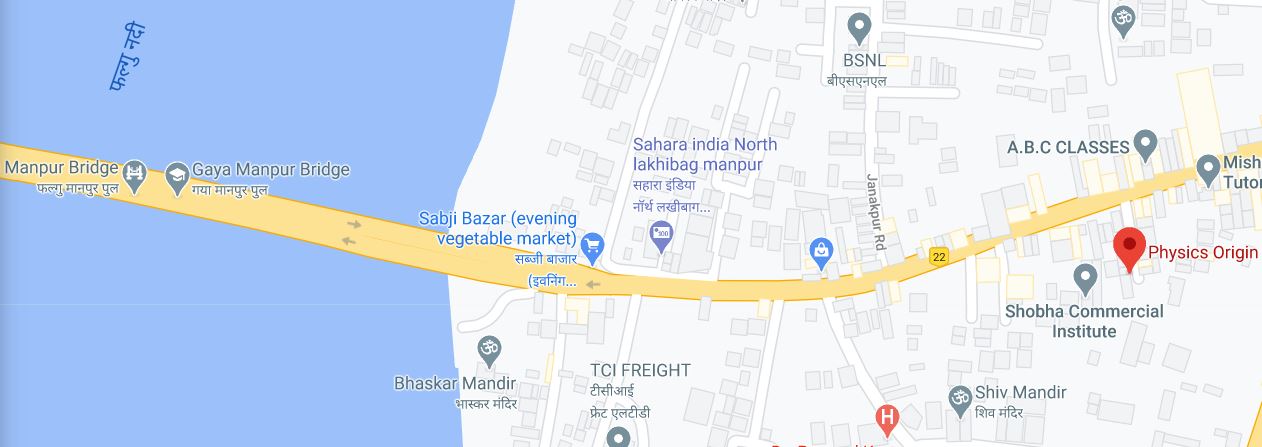 फल्गु नदी
BSNL
बीएसएनएल
Sahara india North
lakhibag manpur
सहारा इंडिया
नॉर्थ लखीबाग...
A.B.C CLASSES
Manpur Bridge
फल्गु मानपुर पुल
Gaya Manpur Bridge
गया मानपुर पुल
Mish
Tutor
Janakpur Rd
Sabji Bazar (evening
vegetable market)
सब्जी बाजार
(इवनिंग...
22
Physics Origin
Shobha Commercial
Institute
Bhaskar Mandir
भास्कर मंदिर
TCI FREIGHT
टीसीआई
फ्रेट एलटीडी
Shiv Mandir
शिव मंदिर
H